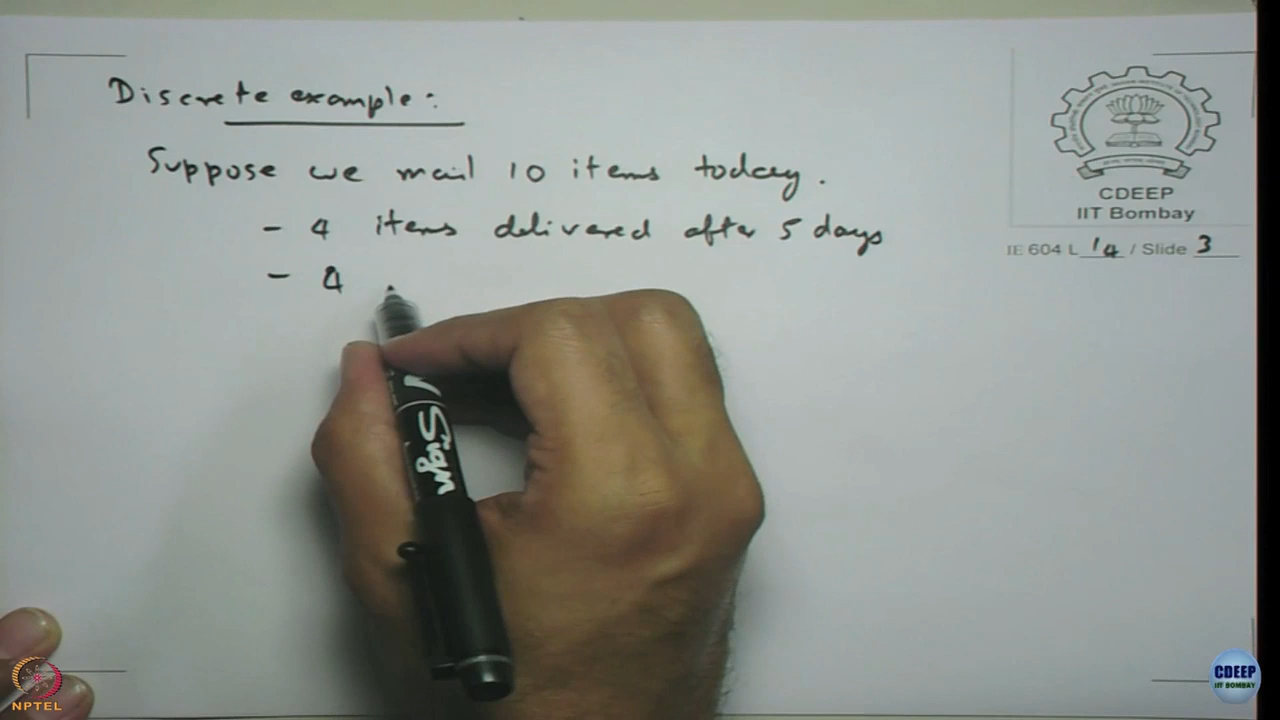 Discrete example:
Suppose we mail 10 items today.
- 4 items delivered after 5 days
- 4
CDEEP
IIT Bombay
IE 604 L 14 / Slide 3
Sign
NPTEL
CDEEP
IIT BOMBAY